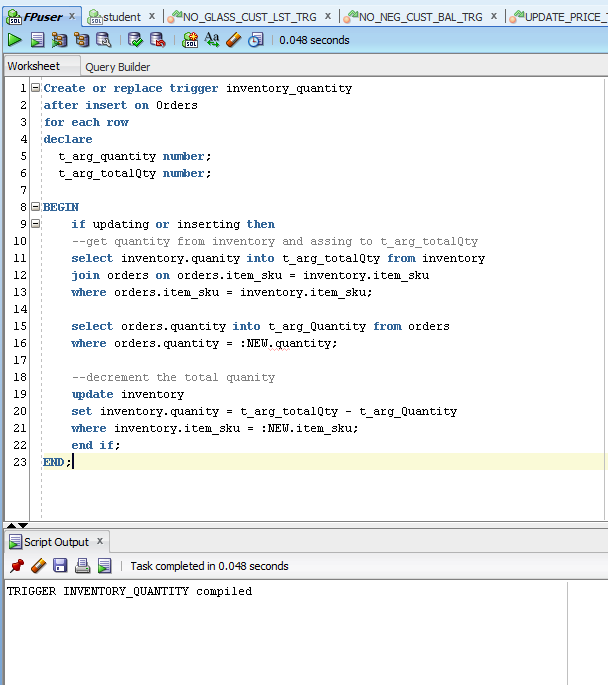 FPuser x student x NO_GLASS_CUST_LST_TRG x NO_NEG_CUST_BAL_TRG x UPDATE_PRICE_T
0.048 seconds
Worksheet Query Builder
1 Create or replace trigger inventory_quantity
2 after insert on Orders
3 for each row
4 declare
5 t_arg_quantity number;
6 t_arg_totalQty number;
7
8 BEGIN
9 if updating or inserting then
10 --get quantity from inventory and assing to t_arg_totalQty
11 select inventory.quanity into t_arg_totalQty from inventory
12 join orders on orders.item_sku = inventory.item_sku
13 where orders.item_sku = inventory.item_sku;
14
15 select orders.quantity into t_arg_Quantity from orders
16 where orders.quantity = :NEW.quantity;
17
18 --decrement the total quanity
19 update inventory
20 set inventory.quanity = t_arg_totalQty - t_arg_Quantity
21 where inventory.item_sku = :NEW.item_sku;
22 end if;
23 END;
Script Output x
Task completed in 0.048 seconds
TRIGGER INVENTORY_QUANTITY compiled